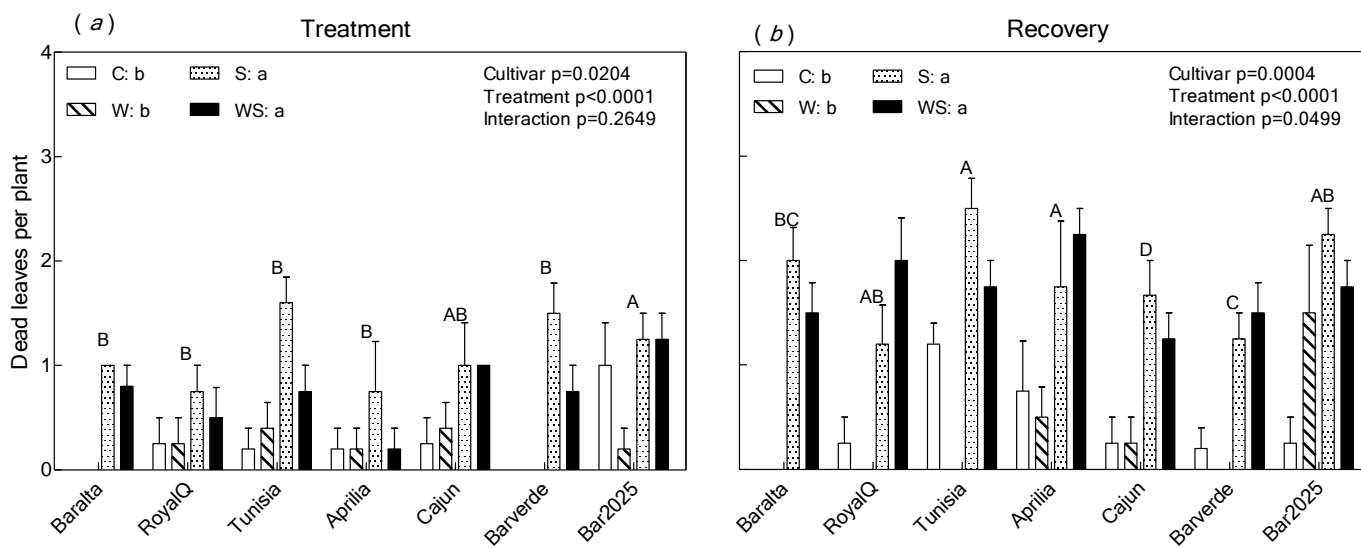 (a) Treatment
Dead leaves per plant
4
3
2
1
0
C: b S: a
W: b WS: a
Cultivar p=0.0204
Treatment p<0.0001
Interaction p=0.2649
B B B B AB B A
Baralta RoyalQ Tunisia Aprilia Cajun Barverde Bar2025
(b) Recovery
C: b S: a
W: b WS: a
Cultivar p=0.0004
Treatment p<0.0001
Interaction p=0.0499
BC AB A A D C AB
Baralta RoyalQ Tunisia Aprilia Cajun Barverde Bar2025